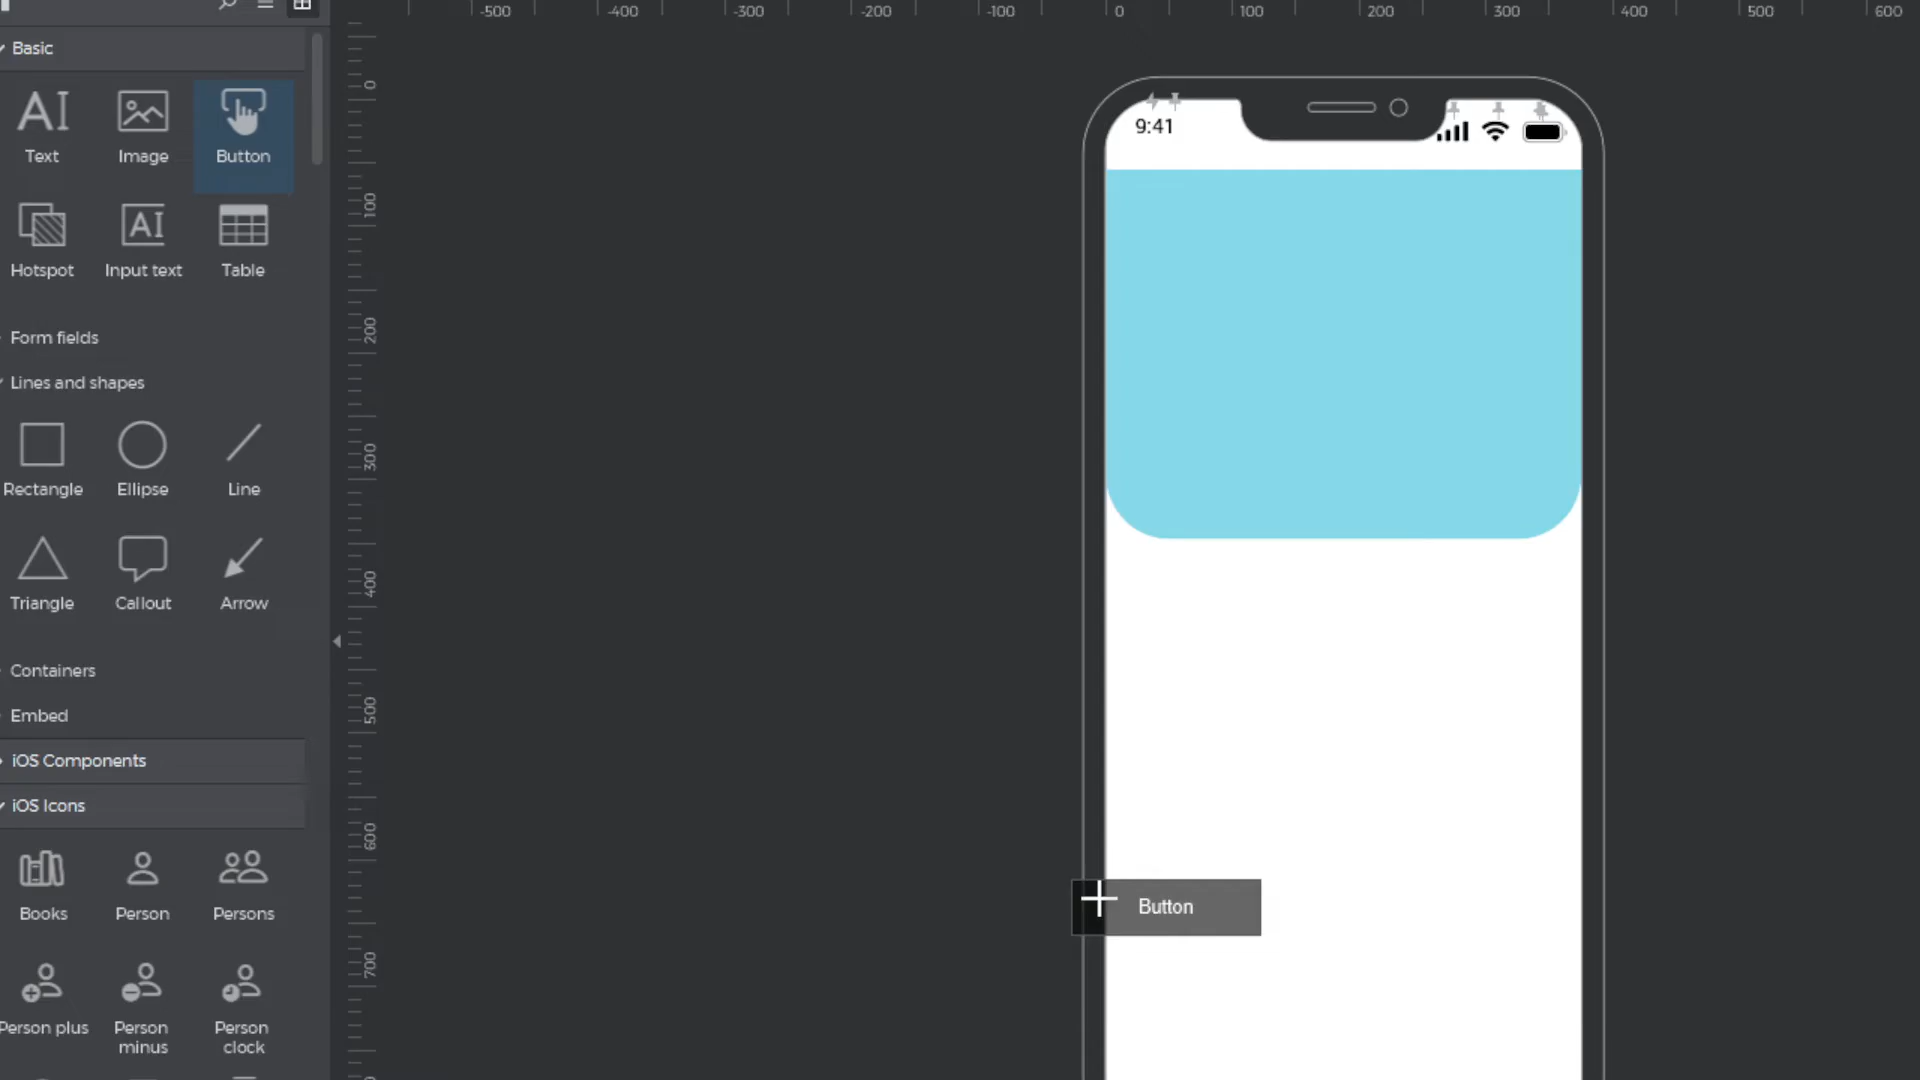 -500 -400 -300 -200 -100 0 100 200 300 400 500 600
Basic
Text Image Button
Hotspot Input text Table
Form fields
Lines and shapes
Rectangle Ellipse Line
Triangle Callout Arrow
Containers
Embed
iOS Components
iOS Icons
Books Person Persons
Person plus Person minus Person clock
0
100
200
300
400
500
600
700
9:41
Button